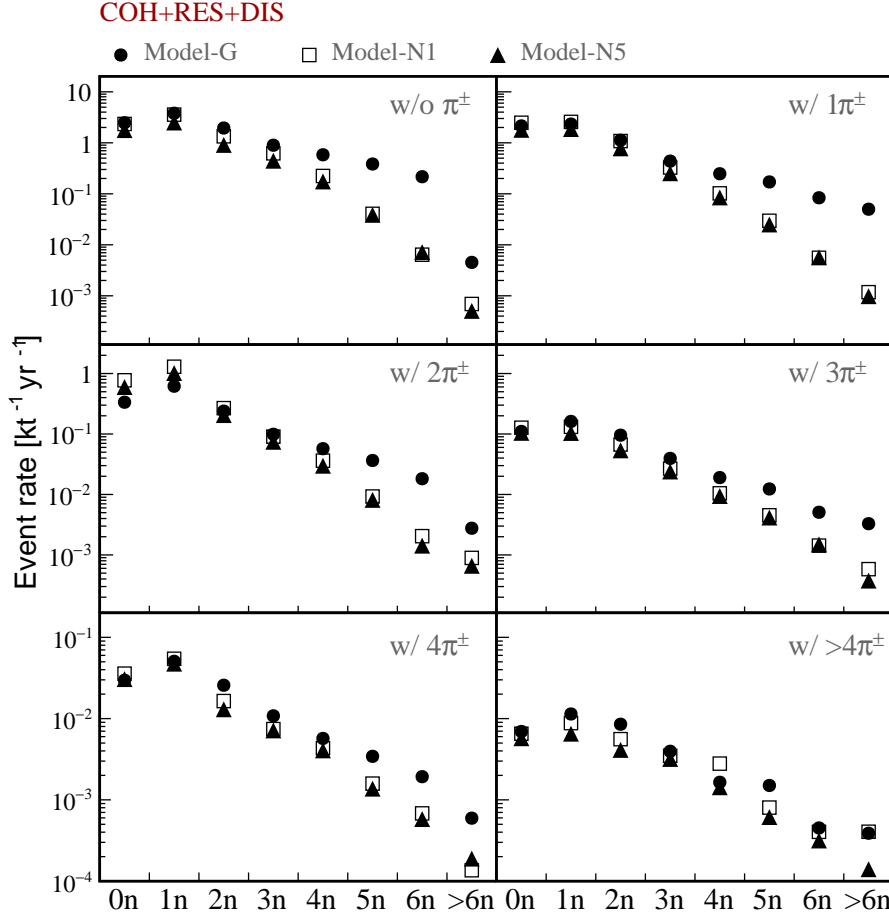 COH+RES+DIS
Model-G Model-N1 Model-N5
Event rate [kt⁻¹ yr⁻¹]
w/o π±
10
1
10⁻¹
10⁻²
10⁻³
w/ 1π±
w/ 2π±
1
10⁻¹
10⁻²
10⁻³
w/ 3π±
w/ 4π±
10⁻¹
10⁻²
10⁻³
10⁻⁴
w/ >4π±
0n 1n 2n 3n 4n 5n 6n >6n 0n 1n 2n 3n 4n 5n 6n >6n